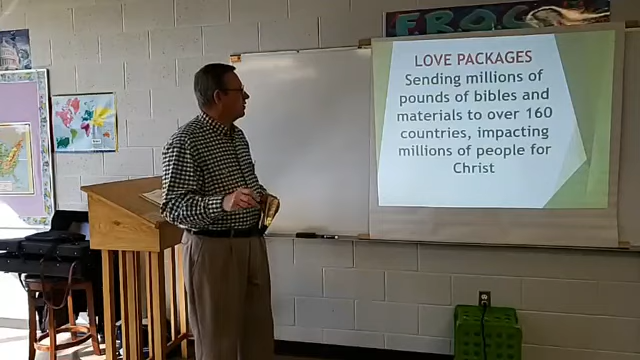 F.R.O.G.
LOVE PACKAGES
Sending millions of
pounds of bibles and
materials to over 160
countries, impacting
millions of people for
Christ